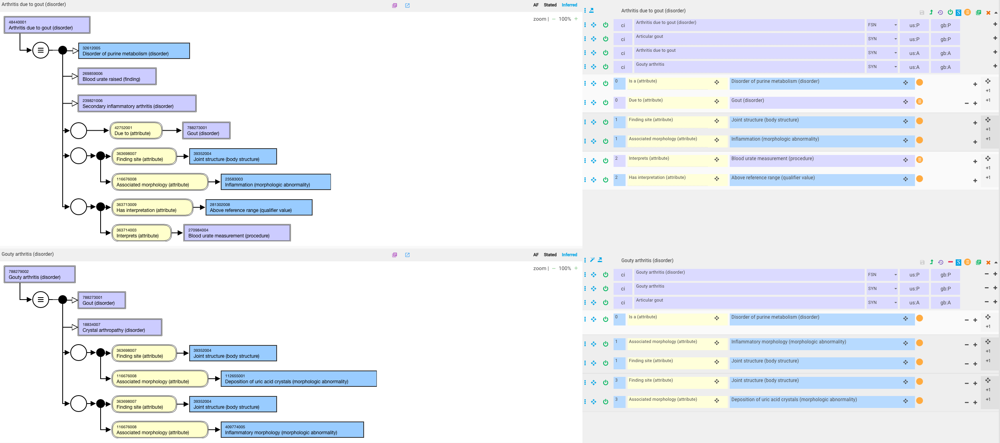 Arthritis due to gout (disorder)
AF Stated Inferred
zoom | − 100% +
48440001
Arthritis due to gout (disorder)
32612005
Disorder of purine metabolism (disorder)
269859006
Blood urate raised (finding)
239821006
Secondary inflammatory arthritis (disorder)
42752001
Due to (attribute)
788273001
Gout (disorder)
363698007
Finding site (attribute)
39352004
Joint structure (body structure)
116676008
Associated morphology (attribute)
23583003
Inflammation (morphologic abnormality)
363713009
Has interpretation (attribute)
281302008
Above reference range (qualifier value)
363714003
Interprets (attribute)
270984004
Blood urate measurement (procedure)
Arthritis due to gout (disorder)
S
ci Arthritis due to gout (disorder) FSN us:P gb:P +
ci Articular gout SYN us:P gb:P +
ci Arthritis due to gout SYN us:A gb:A +
ci Gouty arthritis SYN us:A gb:A +
0 Is a (attribute) Disorder of purine metabolism (disorder) +
+1
0 Due to (attribute) Gout (disorder) − +
+1
1 Finding site (attribute) Joint structure (body structure) +
+1
1 Associated morphology (attribute) Inflammation (morphologic abnormality) +
+1
2 Interprets (attribute) Blood urate measurement (procedure) +
+1
2 Has interpretation (attribute) Above reference range (qualifier value) +
+1
Gouty arthritis (disorder)
AF Stated Inferred
zoom | − 100% +
788279002
Gouty arthritis (disorder)
788273001
Gout (disorder)
18834007
Crystal arthropathy (disorder)
363698007
Finding site (attribute)
39352004
Joint structure (body structure)
116676008
Associated morphology (attribute)
112655001
Deposition of uric acid crystals (morphologic abnormality)
363698007
Finding site (attribute)
39352004
Joint structure (body structure)
116676008
Associated morphology (attribute)
409774005
Inflammatory morphology (morphologic abnormality)
Gouty arthritis (disorder)
S
ci Gouty arthritis (disorder) FSN us:P gb:P − +
ci Gouty arthritis SYN us:P gb:P − +
ci Articular gout SYN us:A gb:A − +
0 Is a (attribute) Disorder of purine metabolism (disorder) − +
+1
1 Associated morphology (attribute) Inflammatory morphology (morphologic abnormality) − +
+1
1 Finding site (attribute) Joint structure (body structure) − +
+1
3 Finding site (attribute) Joint structure (body structure) − +
+1
3 Associated morphology (attribute) Deposition of uric acid crystals (morphologic abnormality) − +
+1